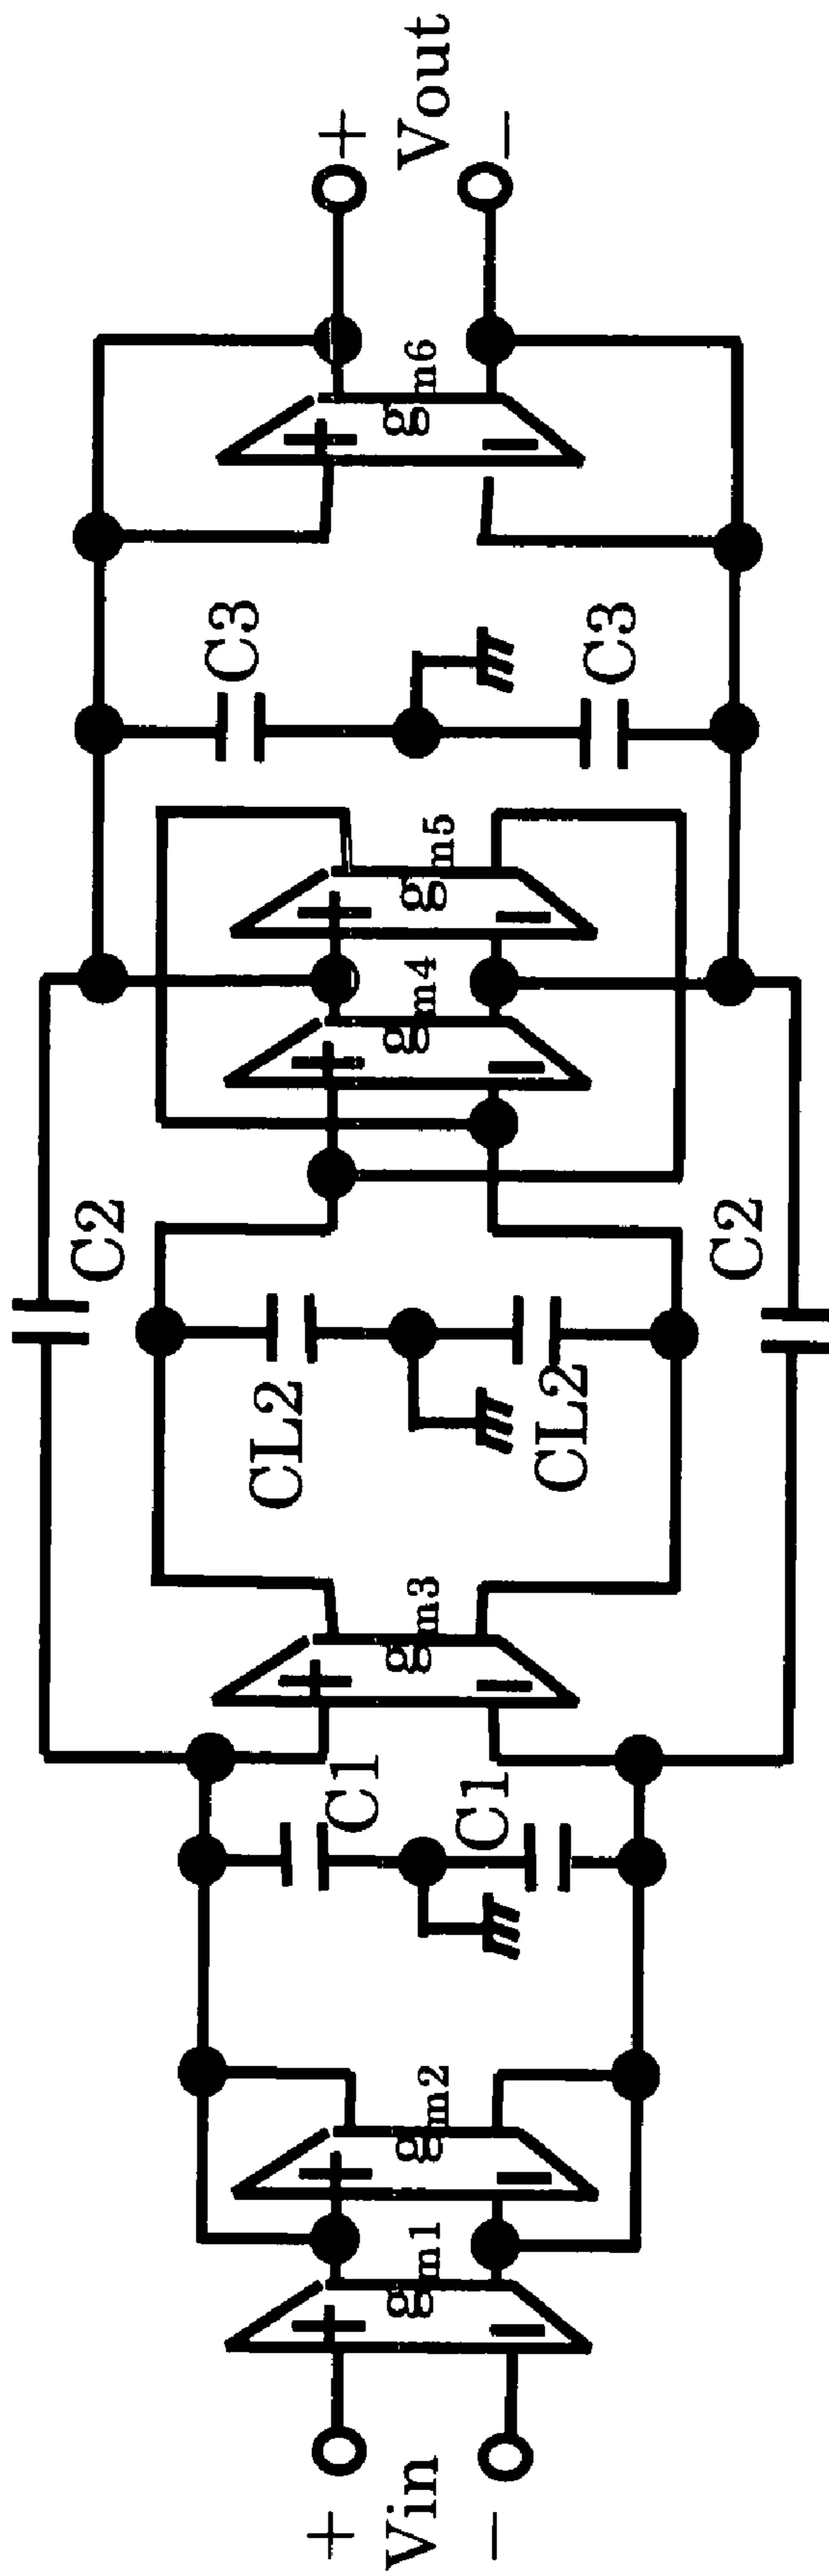 +
Vin
−
+
gm1
−
+
gm2
−
C1
C1
+
gm3
−
C2
CL2
CL2
C2
+
gm4
−
+
gm5
−
C3
C3
+
gm6
−
+
Vout
−